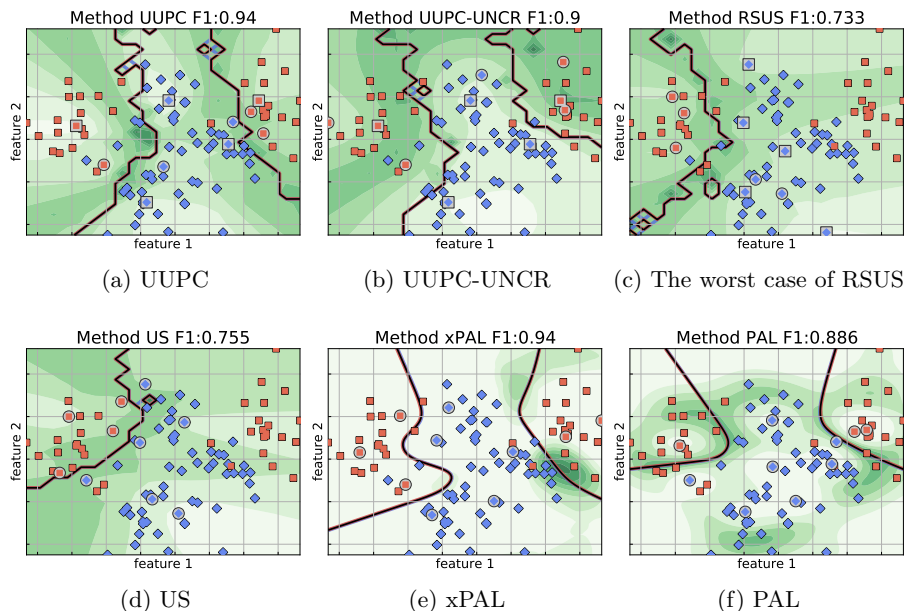 Method UUPC F1:0.94
Method UUPC-UNCR F1:0.9
Method RSUS F1:0.733
feature 2
feature 2
feature 2
feature 1
feature 1
feature 1
(a) UUPC
(b) UUPC-UNCR
(c) The worst case of RSUS
Method US F1:0.755
Method xPAL F1:0.94
Method PAL F1:0.886
feature 2
feature 2
feature 2
feature 1
feature 1
feature 1
(d) US
(e) xPAL
(f) PAL